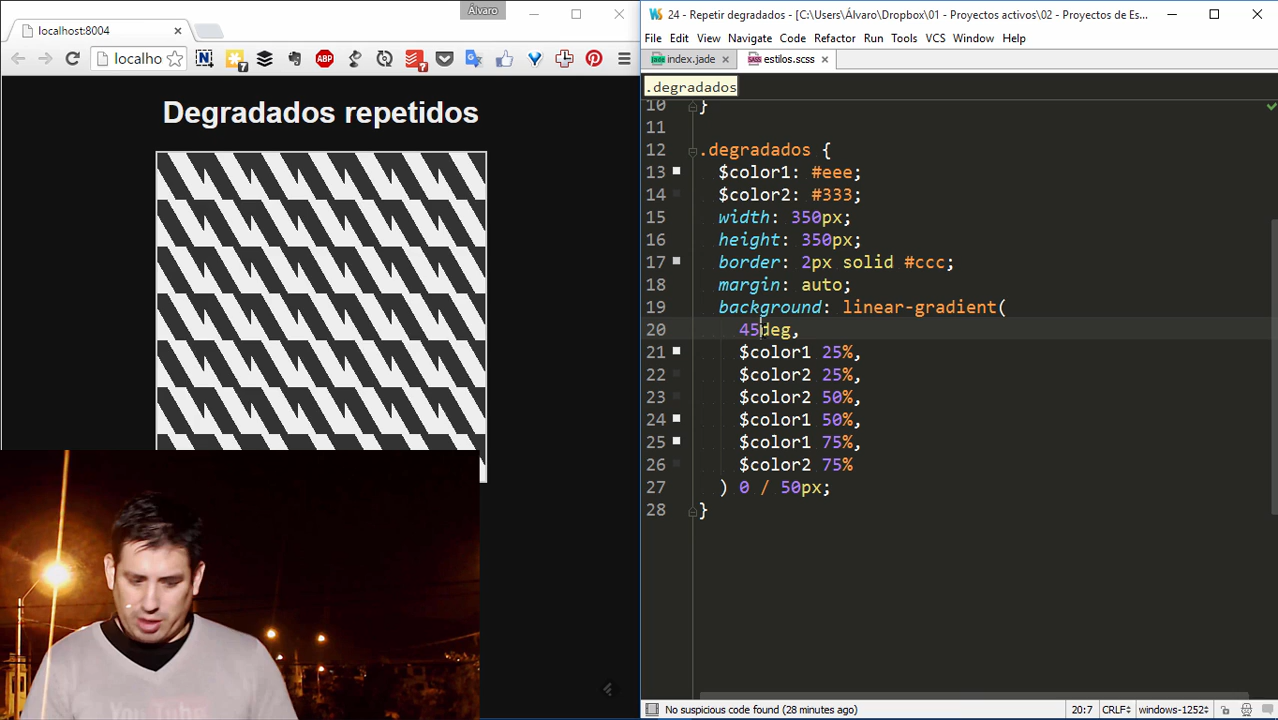 Álvaro
24 - Repetir degradados - [C:\Users\Álvaro\Dropbox\01 - Proyectos activos\02 - Proyectos de Es...
localhost:8004
File Edit View Navigate Code Refactor Run Tools VCS Window Help
localho
7
ABP
7
index.jade
estilos.scss
.degradados
Degradados repetidos
10 }
11
12 .degradados {
13 $color1: #eee;
14 $color2: #333;
15 width: 350px;
16 height: 350px;
17 border: 2px solid #ccc;
18 margin: auto;
19 background: linear-gradient(
20 45deg,
21 $color1 25%,
22 $color2 25%,
23 $color2 50%,
24 $color1 50%,
25 $color1 75%,
26 $color2 75%
27 ) 0 / 50px;
28 }
YouTube
No suspicious code found (28 minutes ago)
20:7 CRLF÷ windows-1252÷